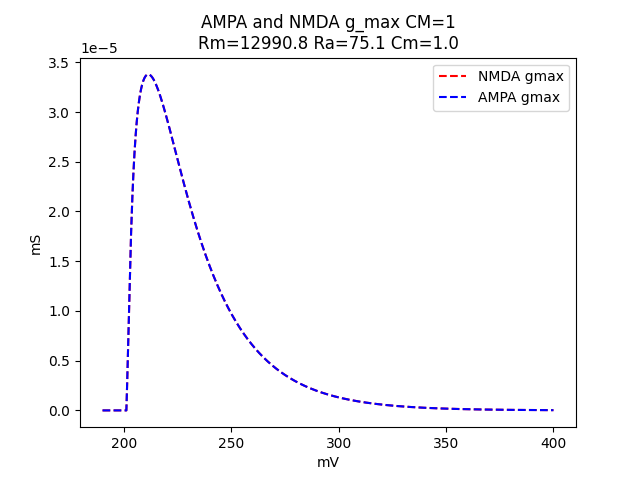 AMPA and NMDA g_max CM=1
Rm=12990.8 Ra=75.1 Cm=1.0
1e−5
3.5
3.0
2.5
2.0
1.5
1.0
0.5
0.0
mS
NMDA gmax
AMPA gmax
200
250
300
350
400
mV